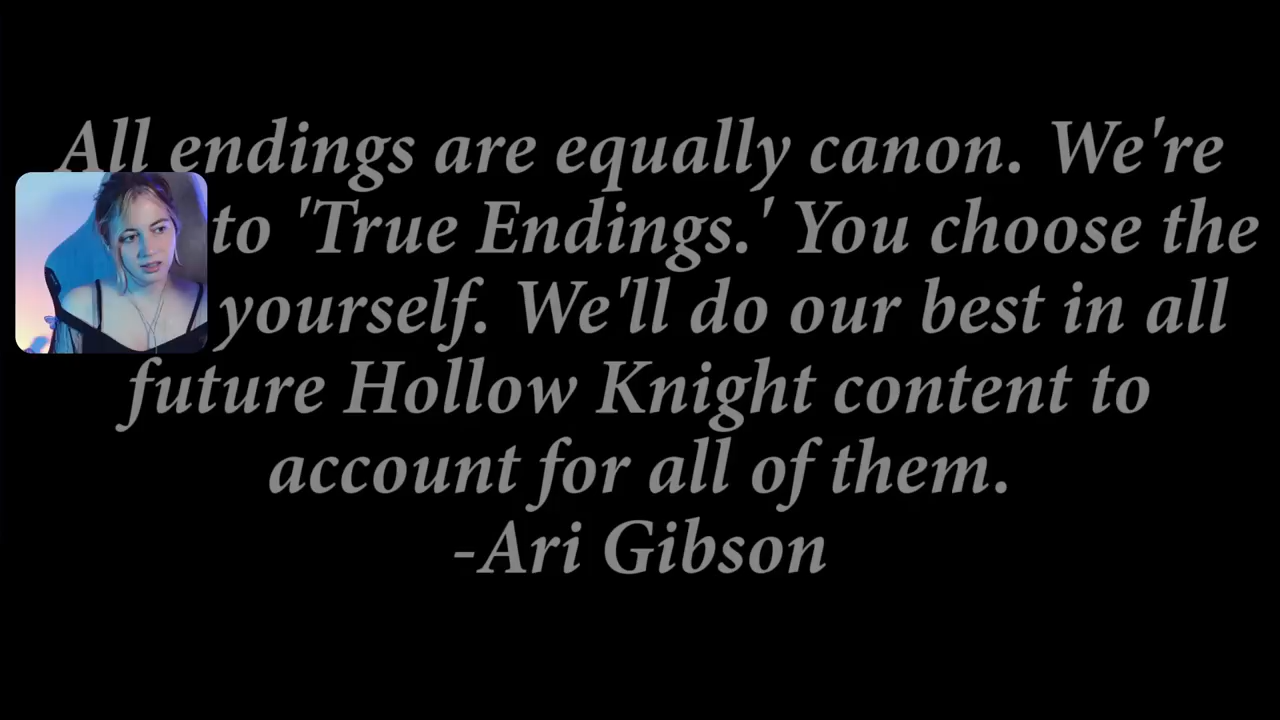 All endings are equally canon. We're
to 'True Endings.' You choose the
yourself. We'll do our best in all
future Hollow Knight content to
account for all of them.
-Ari Gibson